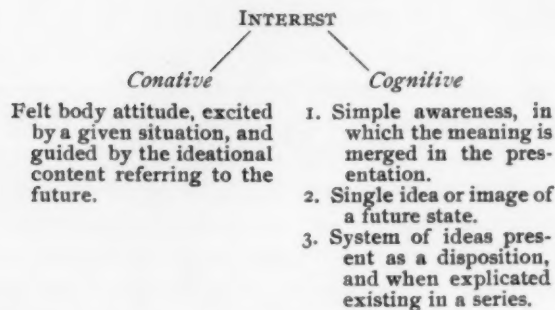 INTEREST
Conative
Felt body attitude, excited
by a given situation, and
guided by the ideational
content referring to the
future.
Cognitive
1. Simple awareness, in
which the meaning is
merged in the pres-
entation.
2. Single idea or image of
a future state.
3. System of ideas pres-
ent as a disposition,
and when explicated
existing in a series.